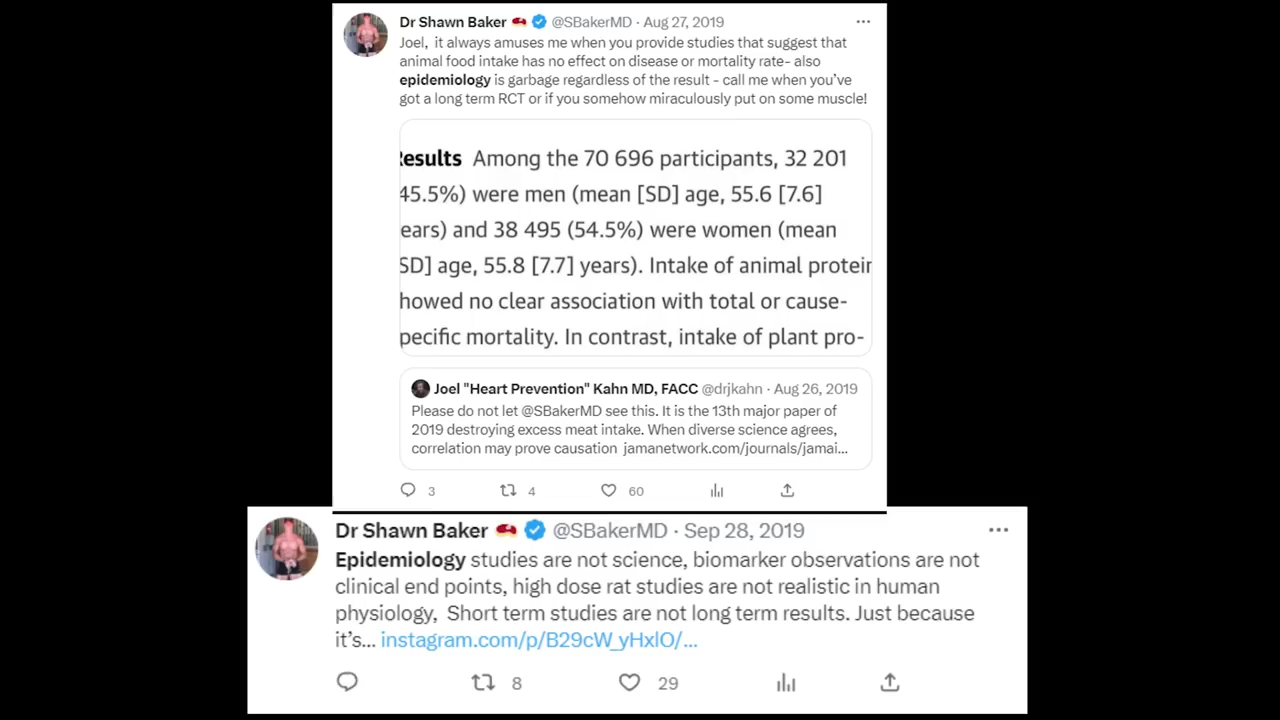 Dr Shawn Baker 🥩 @SBakerMD · Aug 27, 2019
Joel, it always amuses me when you provide studies that suggest that
animal food intake has no effect on disease or mortality rate- also
epidemiology is garbage regardless of the result - call me when you've
got a long term RCT or if you somehow miraculously put on some muscle!
Results Among the 70 696 participants, 32 201
45.5%) were men (mean [SD] age, 55.6 [7.6]
ears) and 38 495 (54.5%) were women (mean
SD] age, 55.8 [7.7] years). Intake of animal protein
howed no clear association with total or cause-
pecific mortality. In contrast, intake of plant pro-
Joel "Heart Prevention" Kahn MD, FACC @drjkahn · Aug 26, 2019
Please do not let @SBakerMD see this. It is the 13th major paper of
2019 destroying excess meat intake. When diverse science agrees,
correlation may prove causation jamanetwork.com/journals/jamai...
3 4 60
Dr Shawn Baker 🥩 @SBakerMD · Sep 28, 2019
Epidemiology studies are not science, biomarker observations are not
clinical end points, high dose rat studies are not realistic in human
physiology, Short term studies are not long term results. Just because
it's... instagram.com/p/B29cW_yHxlO/...
8 29